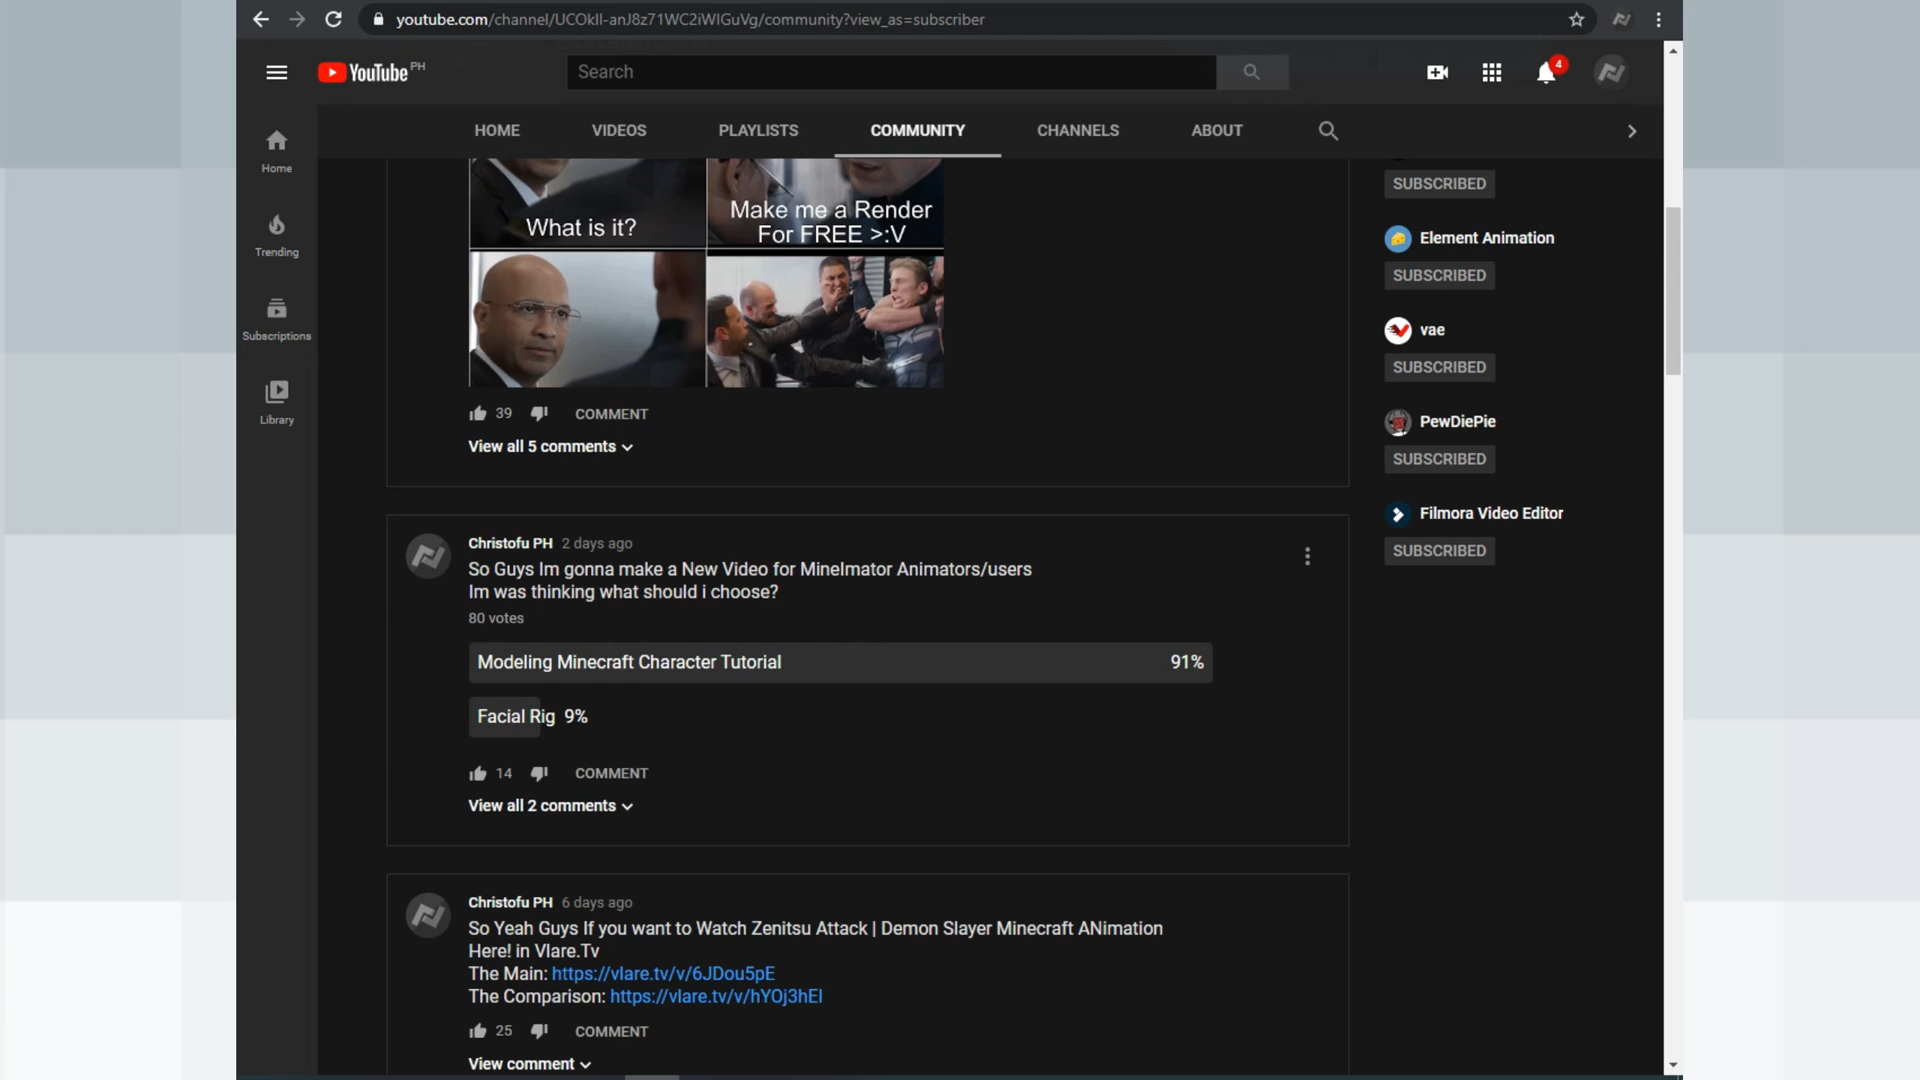 youtube.com/channel/UCOkIl-anJ8z71WC2iWIGuVg/community?view_as=subscriber
YouTube PH
Search
4
HOME
VIDEOS
PLAYLISTS
COMMUNITY
CHANNELS
ABOUT
Home
Trending
Subscriptions
Library
What is it?
Make me a Render
For FREE >:V
39
COMMENT
View all 5 comments
Christofu PH 2 days ago
So Guys Im gonna make a New Video for MineImator Animators/users
Im was thinking what should i choose?
80 votes
Modeling Minecraft Character Tutorial 91%
Facial Rig 9%
14
COMMENT
View all 2 comments
Christofu PH 6 days ago
So Yeah Guys If you want to Watch Zenitsu Attack | Demon Slayer Minecraft ANimation
Here! in Vlare.Tv
The Main: https://vlare.tv/v/6JDou5pE
The Comparison: https://vlare.tv/v/hYOj3hEl
25
COMMENT
View comment
SUBSCRIBED
Element Animation
SUBSCRIBED
vae
SUBSCRIBED
PewDiePie
SUBSCRIBED
Filmora Video Editor
SUBSCRIBED